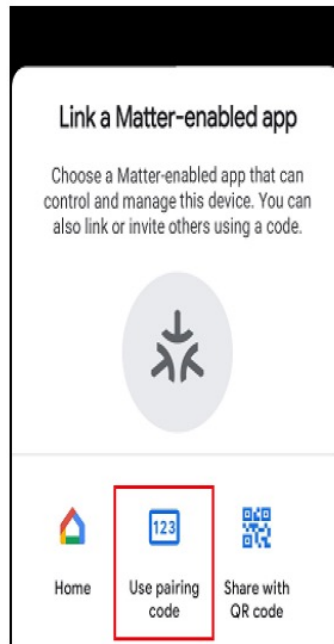 Link a Matter-enabled app
Choose a Matter-enabled app that can
control and manage this device. You can
also link or invite others using a code.
123
Home
Use pairing
code
Share with
QR code